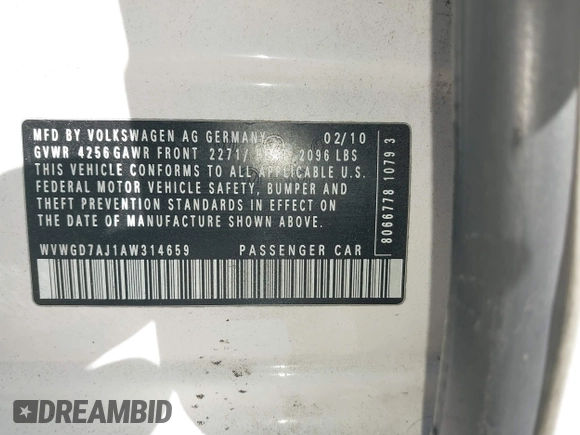 MFD BY VOLKSWAGEN AG GERMANY 02/10
GVWR 4256 GAWR FRONT 2271/ 2096 LBS
THIS VEHICLE CONFORMS TO ALL APPLICABLE U.S.
FEDERAL MOTOR VEHICLE SAFETY, BUMPER AND
THEFT PREVENTION STANDARDS IN EFFECT ON
THE DATE OF MANUFACTURE SHOWN ABOVE.
WVWGD7AJ1AW314659 PASSENGER CAR
8066778 1079 3
DREAMBID